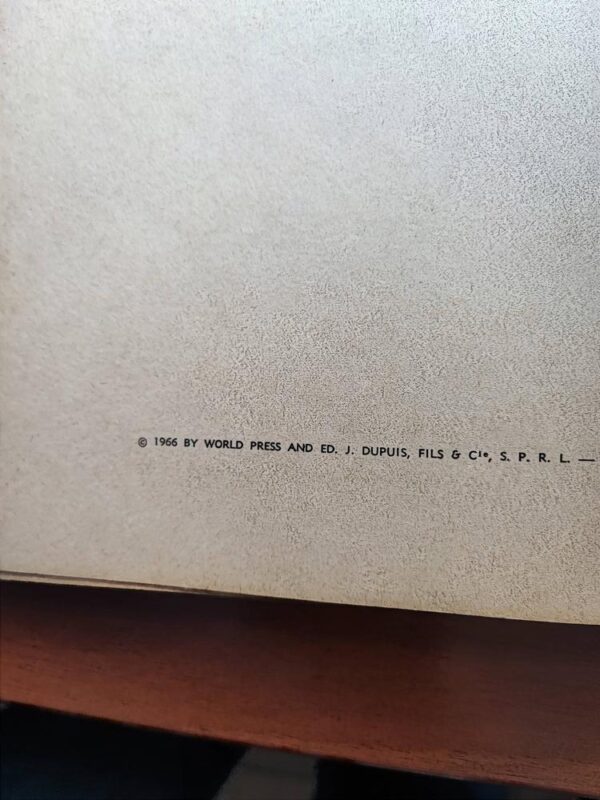 © 1966 BY WORLD PRESS AND ED. J. DUPUIS, FILS & Cie, S. P. R. L. —